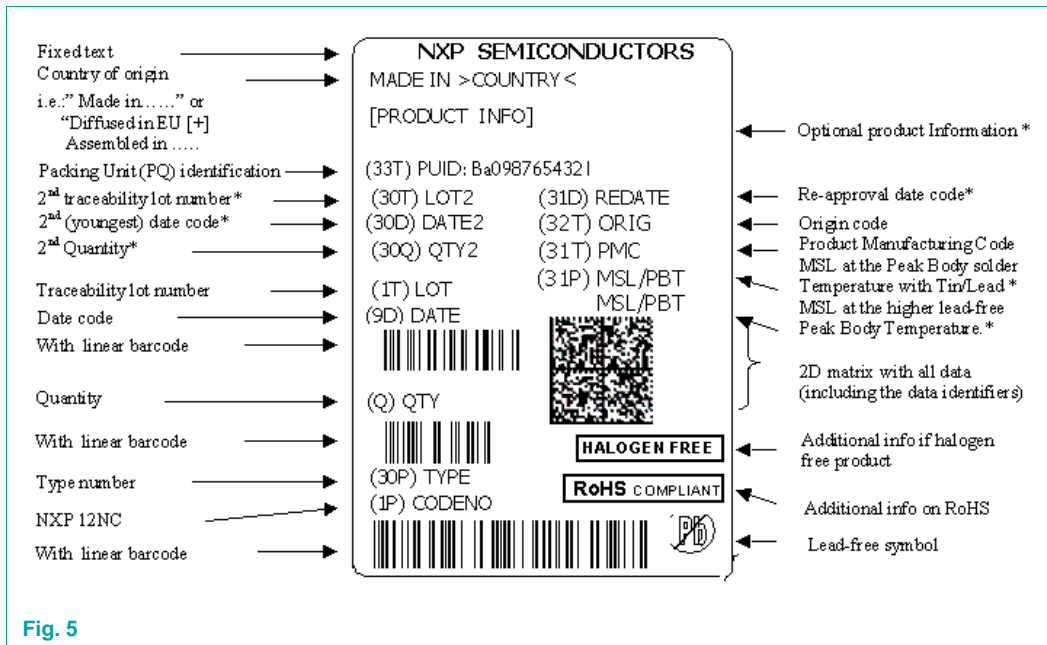 Fixed text
Country of origin
i.e.:" Made in ....." or
"Diffused in EU [+]
Assembled in .....
Packing Unit (PQ) identification
2nd traceability lot number*
2nd (youngest) date code*
2nd Quantity*
Traceability lot number
Date code
With linear barcode
Quantity
With linear barcode
Type number
NXP 12NC
With linear barcode
NXP SEMICONDUCTORS
MADE IN >COUNTRY<
[PRODUCT INFO]
(33T) PUID: Ba098765432l
(30T) LOT2
(31D) REDATE
(30D) DATE2
(32T) ORIG
(30Q) QTY2
(31T) PMC
(31P) MSL/PBT
MSL/PBT
(1T) LOT
(9D) DATE
(Q) QTY
HALOGEN FREE
(30P) TYPE
RoHS COMPLIANT
(1P) CODENO
Pb
Optional product Information *
Re-approval date code*
Origin code
Product Manufacturing Code
MSL at the Peak Body solder
Temperature with Tin/Lead *
MSL at the higher lead-free
Peak Body Temperature.*
2D matrix with all data
(including the data identifiers)
Additional info if halogen
free product
Additional info on RoHS
Lead-free symbol
Fig. 5